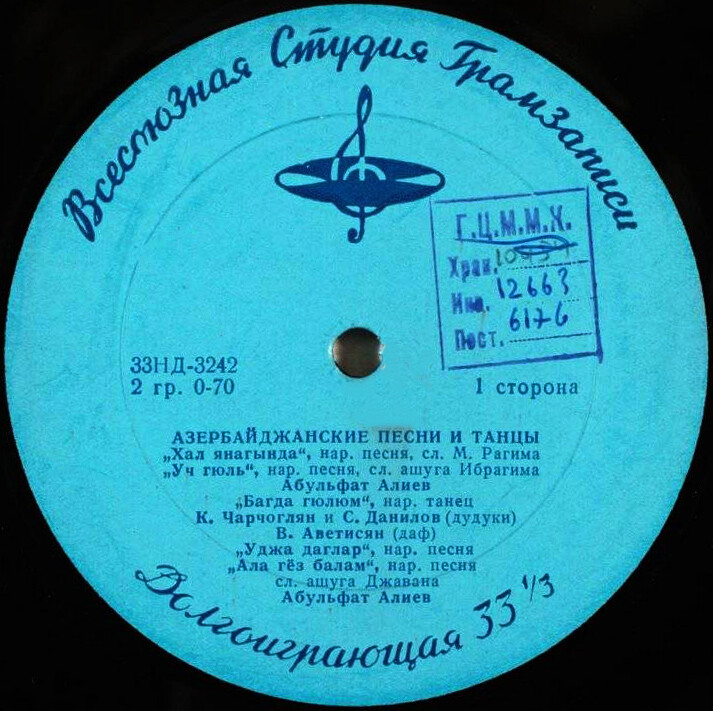 Всесоюзная Студия Грамзаписи
Г.Ц.М.М.К.
Хран.
Инв. 12663
Пост. 6176
33НД-3242
2 гр. 0-70
1 сторона
АЗЕРБАЙДЖАНСКИЕ ПЕСНИ И ТАНЦЫ
„Хал янагында“, нар. песня, сл. М. Рагима
„Уч гюль“, нар. песня, сл. ашуга Ибрагима
Абульфат Алиев
„Багда гюлюм“, нар. танец
К. Чарчоглян и С. Данилов (дудуки)
В. Аветисян (даф)
„Уджа даглар“, нар. песня
„Ала гёз балам“, нар. песня
сл. ашуга Джавана
Абульфат Алиев
Долгоиграющая 33 1/3